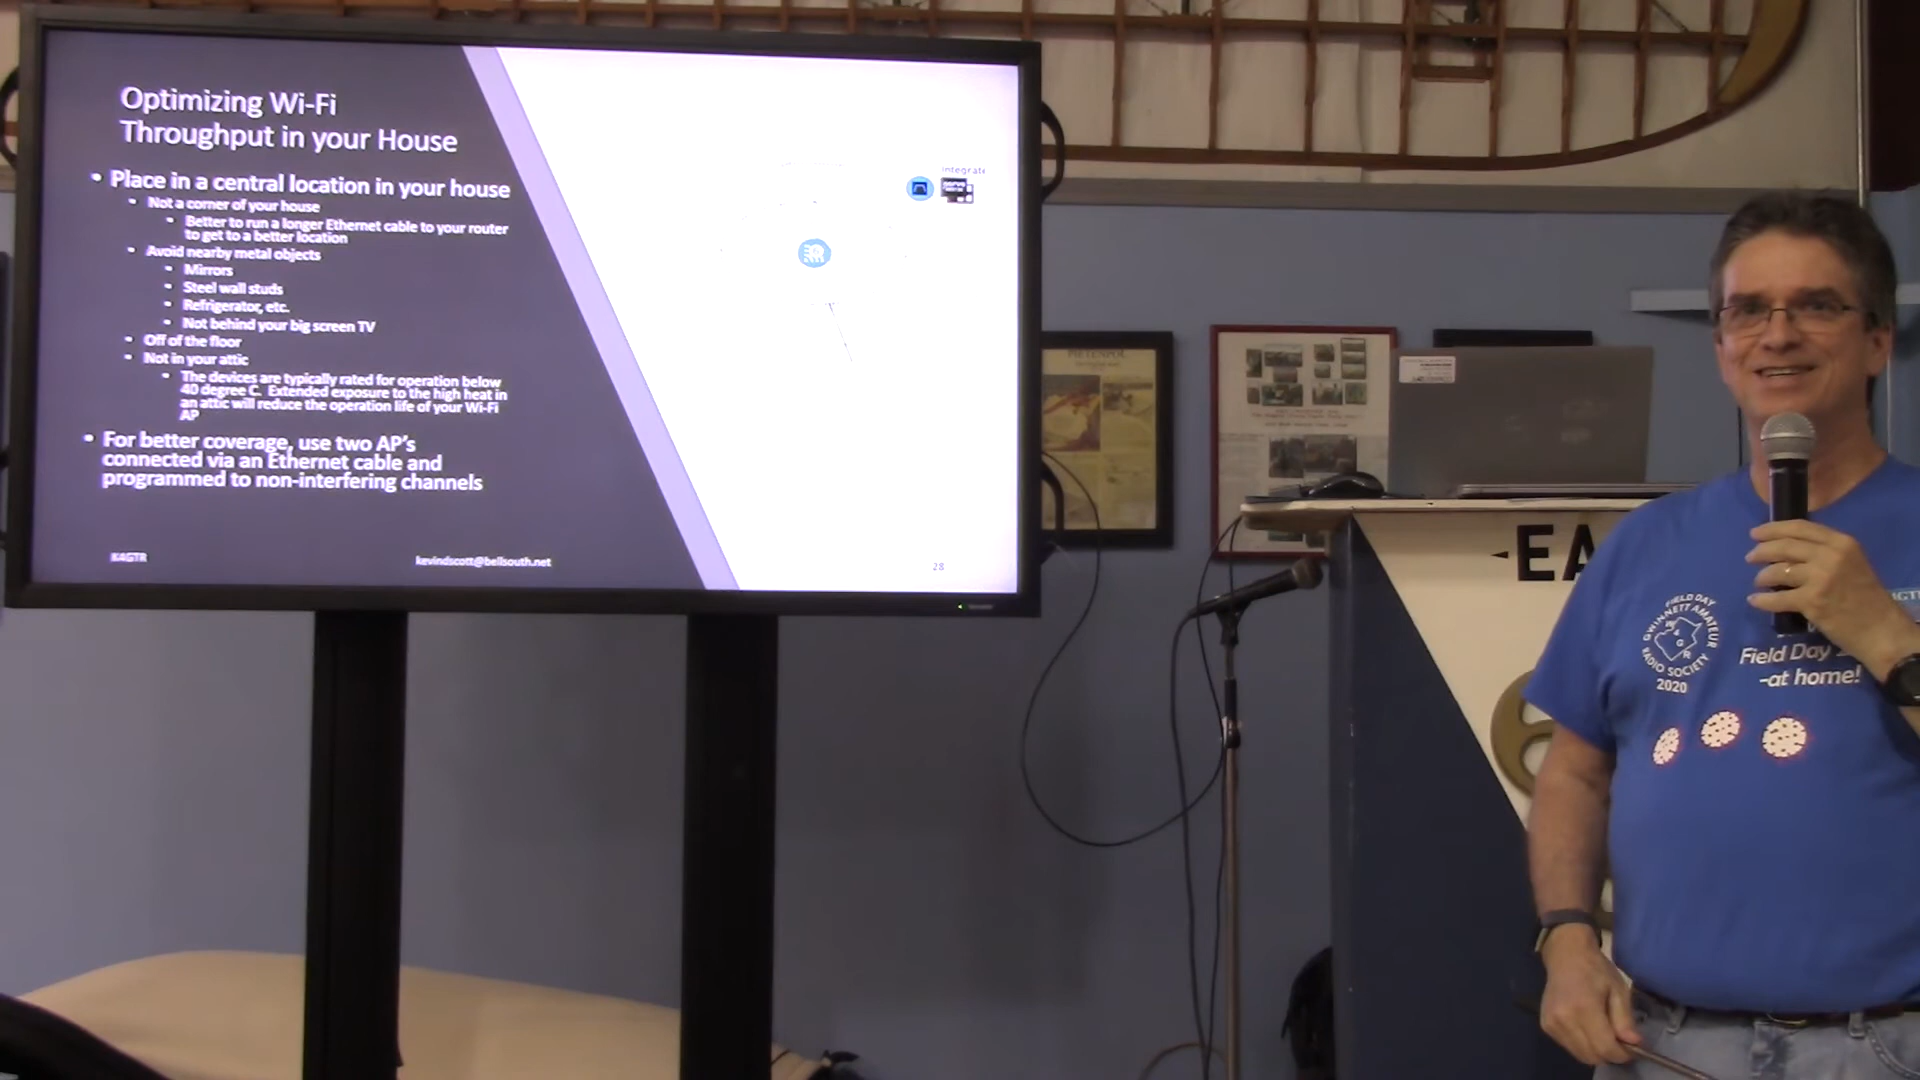 Optimizing Wi-Fi
Throughput in your House
• Place in a central location in your house
• Not a corner of your house
• Better to run a longer Ethernet cable to your router
to get to a better location
• Avoid nearby metal objects
• Mirrors
• Steel wall studs
• Refrigerator, etc.
• Not behind your big screen TV
• Off of the floor
• Not in your attic
• The devices are typically rated for operation below
40 degree C. Extended exposure to the high heat in
an attic will reduce the operation life of your Wi-Fi
AP
• For better coverage, use two AP's
connected via an Ethernet cable and
programmed to non-interfering channels
K4GTR
kevindscott@bellsouth.net
28
integrate
PIETENPOL
EA
FIELD DAY
GWINNETT AMATEUR
RADIO SOCIETY
W4GR
2020
Field Day
-at home!